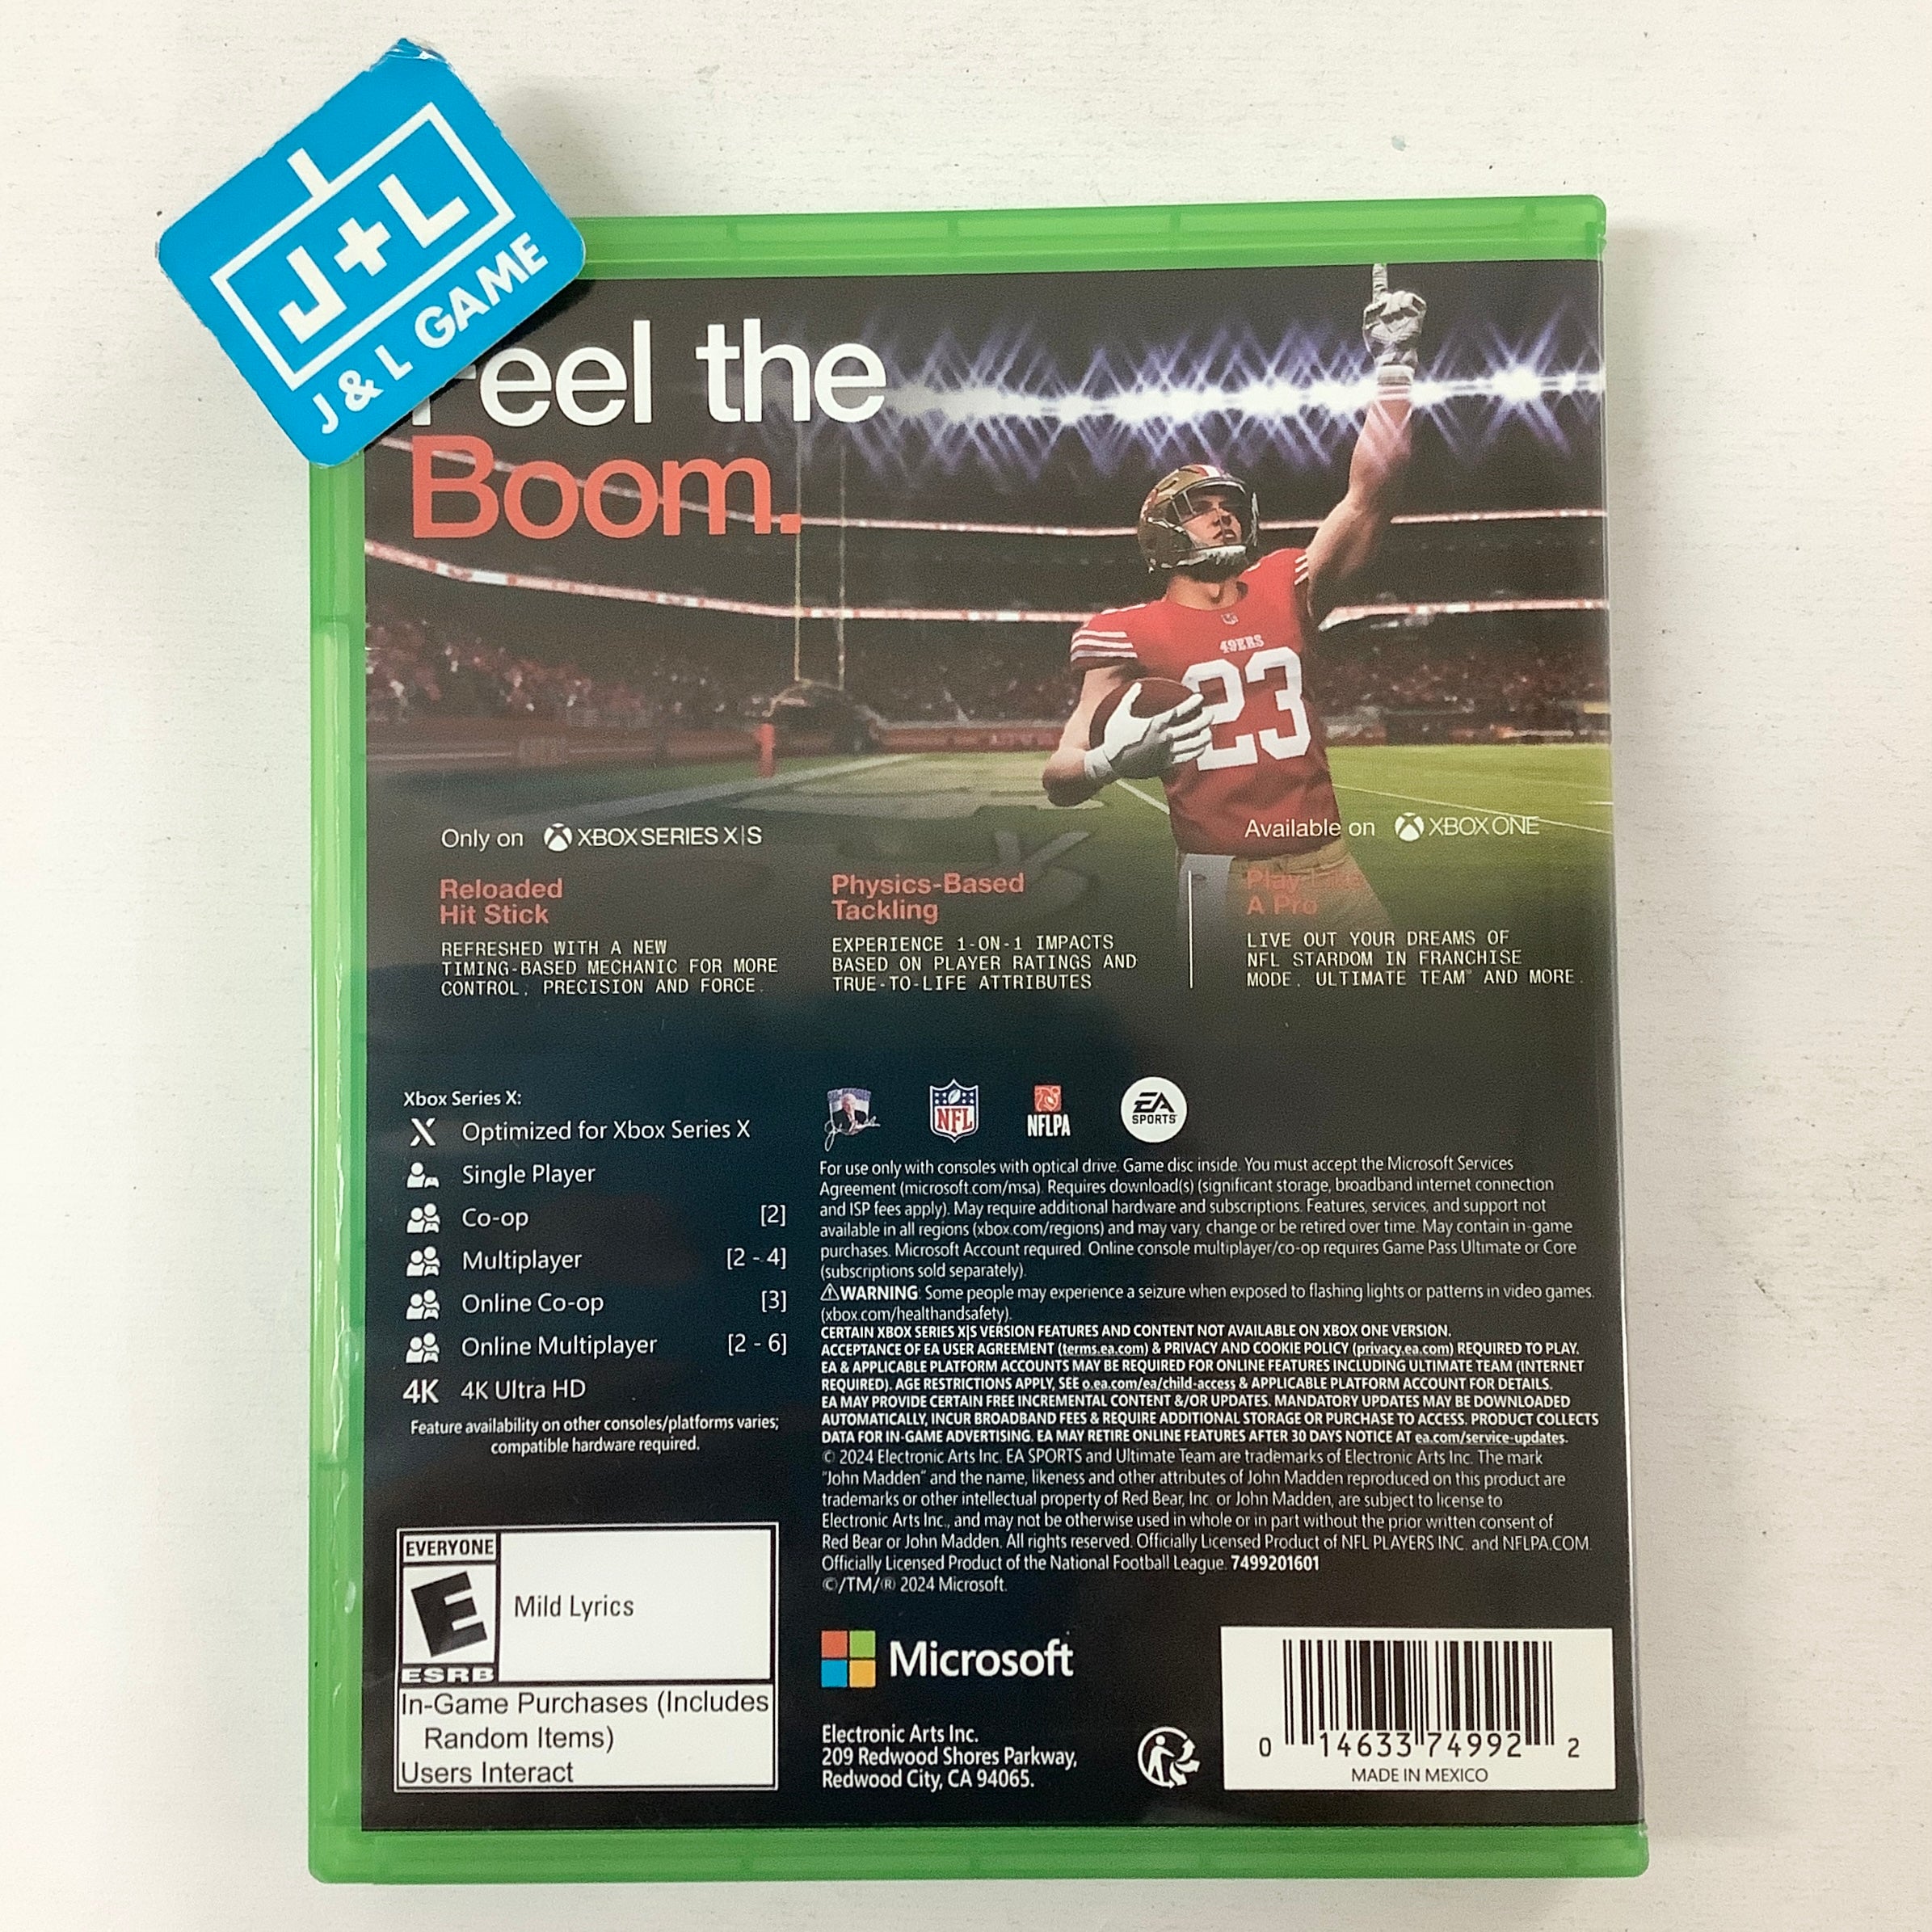 J+L
J & L GAME
Feel the
Boom.
49ERS
23
Only on XBOX SERIES X|S
Available on XBOX ONE
Reloaded
Hit Stick
REFRESHED WITH A NEW
TIMING-BASED MECHANIC FOR MORE
CONTROL, PRECISION AND FORCE.
Physics-Based
Tackling
EXPERIENCE 1-ON-1 IMPACTS
BASED ON PLAYER RATINGS AND
TRUE-TO-LIFE ATTRIBUTES
Play Like
A Pro
LIVE OUT YOUR DREAMS OF
NFL STARDOM IN FRANCHISE
MODE, ULTIMATE TEAM™ AND MORE.
Xbox Series X:
X Optimized for Xbox Series X
Single Player
Co-op [2]
Multiplayer [2 - 4]
Online Co-op [3]
Online Multiplayer [2 - 6]
4K 4K Ultra HD
Feature availability on other consoles/platforms varies;
compatible hardware required.
NFL
NFLPA
EA
SPORTS™
For use only with consoles with optical drive. Game disc inside. You must accept the Microsoft Services
Agreement (microsoft.com/msa). Requires download(s) (significant storage, broadband internet connection
and ISP fees apply). May require additional hardware and subscriptions. Features, services, and support not
available in all regions (xbox.com/regions) and may vary, change or be retired over time. May contain in-game
purchases. Microsoft Account required. Online console multiplayer/co-op requires Game Pass Ultimate or Core
(subscriptions sold separately).
⚠WARNING: Some people may experience a seizure when exposed to flashing lights or patterns in video games.
(xbox.com/healthandsafety).
CERTAIN XBOX SERIES X|S VERSION FEATURES AND CONTENT NOT AVAILABLE ON XBOX ONE VERSION.
ACCEPTANCE OF EA USER AGREEMENT (terms.ea.com) & PRIVACY AND COOKIE POLICY (privacy.ea.com) REQUIRED TO PLAY.
EA & APPLICABLE PLATFORM ACCOUNTS MAY BE REQUIRED FOR ONLINE FEATURES INCLUDING ULTIMATE TEAM (INTERNET
REQUIRED). AGE RESTRICTIONS APPLY, SEE o.ea.com/ea/child-access & APPLICABLE PLATFORM ACCOUNT FOR DETAILS.
EA MAY PROVIDE CERTAIN FREE INCREMENTAL CONTENT &/OR UPDATES. MANDATORY UPDATES MAY BE DOWNLOADED
AUTOMATICALLY, INCUR BROADBAND FEES & REQUIRE ADDITIONAL STORAGE OR PURCHASE TO ACCESS. PRODUCT COLLECTS
DATA FOR IN-GAME ADVERTISING. EA MAY RETIRE ONLINE FEATURES AFTER 30 DAYS NOTICE AT ea.com/service-updates.
© 2024 Electronic Arts Inc. EA SPORTS and Ultimate Team are trademarks of Electronic Arts Inc. The mark
"John Madden" and the name, likeness and other attributes of John Madden reproduced on this product are
trademarks or other intellectual property of Red Bear, Inc. or John Madden, are subject to license to
Electronic Arts Inc., and may not be otherwise used in whole or in part without the prior written consent of
Red Bear or John Madden. All rights reserved. Officially Licensed Product of NFL PLAYERS INC. and NFLPA.COM.
Officially Licensed Product of the National Football League. 7499201601
©/TM/® 2024 Microsoft.
EVERYONE
E
ESRB
Mild Lyrics
In-Game Purchases (Includes
Random Items)
Users Interact
Microsoft
Electronic Arts Inc.
209 Redwood Shores Parkway,
Redwood City, CA 94065.
0 14633 74992 2
MADE IN MEXICO